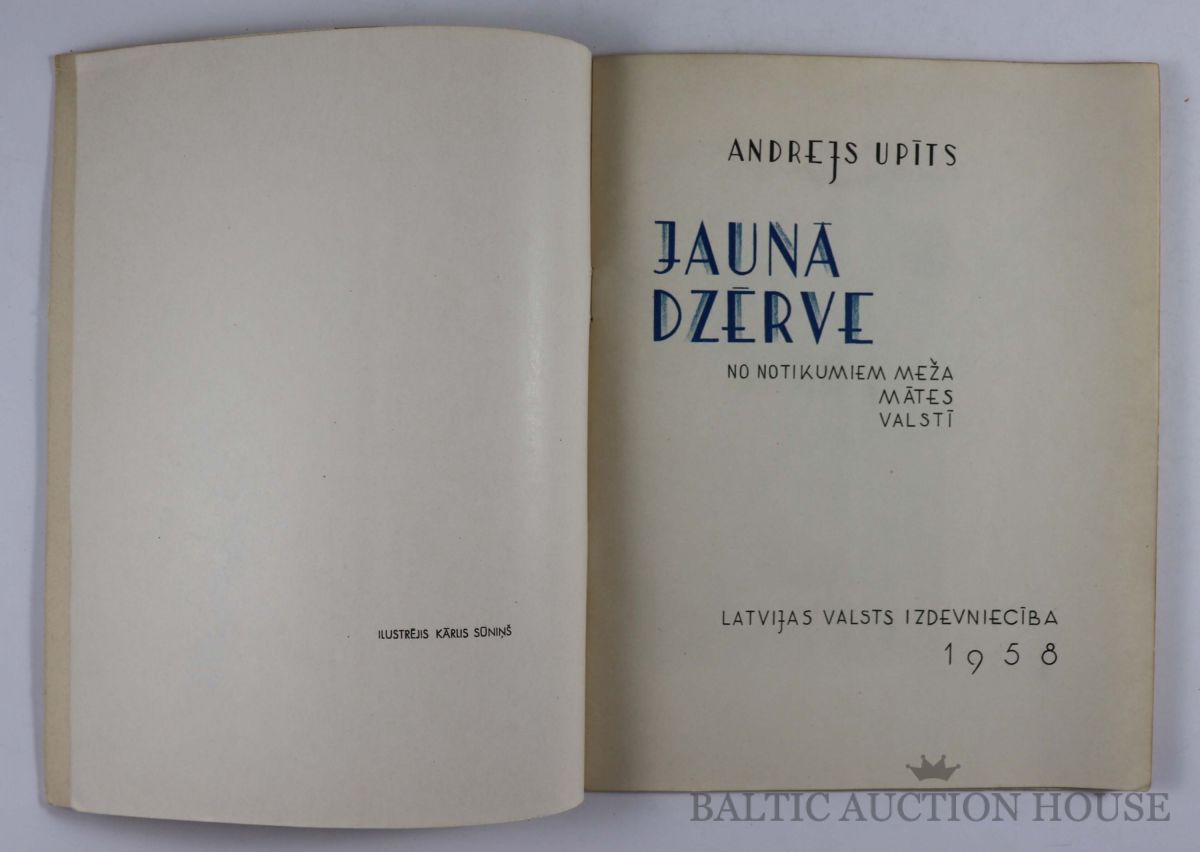 ILUSTRĒJIS KĀRLIS SŪNIŅŠ
ANDREJS UPĪTS
JAUNĀ
DZĒRVE
NO NOTIKUMIEM MEŽA
MĀTES
VALSTĪ
LATVIJAS VALSTS IZDEVNIECĪBA
1958
BALTIC AUCTION HOUSE